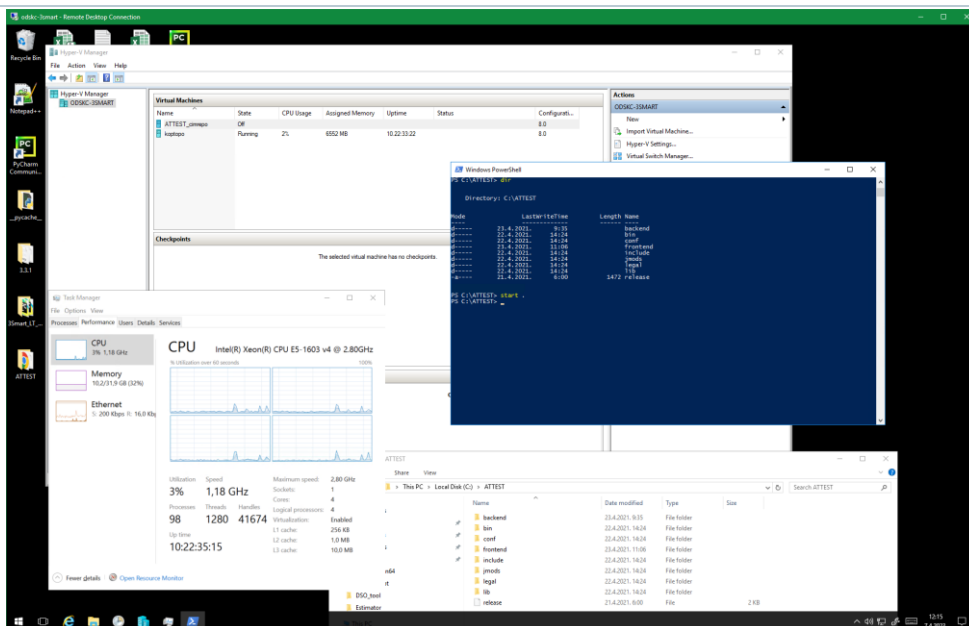 odskc-3smart - Remote Desktop Connection
Recycle Bin
Notepad++
PyCharm
Communi...
_pycache_
3.3.1
3Smart_LT_...
ATTEST
Hyper-V Manager
File Action View Help
Hyper-V Manager
ODSKC-3SMART
Virtual Machines
Name State CPU Usage Assigned Memory Uptime Status Configurati...
Off 8.0
Running 2% 6552 MB 10.22:33:22 8.0
Checkpoints
The selected virtual machine has no checkpoints.
Actions
ODSKC-3SMART
New
Import Virtual Machine...
Hyper-V Settings...
Virtual Switch Manager...
Windows PowerShell
PS C:\ATTEST> dir
Directory: C:\ATTEST
Mode LastWriteTime Length Name
d----- 23.4.2021. 9:35 backend
d----- 22.4.2021. 14:24 bin
d----- 22.4.2021. 14:24 conf
d----- 23.4.2021. 11:06 frontend
d----- 22.4.2021. 14:24 include
d----- 22.4.2021. 14:24 jmods
d----- 22.4.2021. 14:24 legal
d----- 22.4.2021. 14:24 lib
-a---- 21.4.2021. 6:00 1472 release
PS C:\ATTEST> start .
PS C:\ATTEST> _
Task Manager
File Options View
Processes Performance Users Details Services
CPU
3% 1,18 GHz
Memory
10,2/31,9 GB (32%)
Ethernet
S: 200 Kbps R: 16,0 Kb
CPU Intel(R) Xeon(R) CPU E5-1603 v4 @ 2.80GHz
% Utilization over 60 seconds 100%
Utilization Speed Maximum speed: 2,80 GHz
3% 1,18 GHz Sockets: 1
Cores: 4
Processes Threads Handles Logical processors: 4
98 1280 41674 Virtualization: Enabled
L1 cache: 256 KB
Up time L2 cache: 1,0 MB
10:22:35:15 L3 cache: 10,0 MB
Fewer details Open Resource Monitor
ATTEST
Share View
This PC > Local Disk (C:) > ATTEST Search ATTEST
Name Date modified Type Size
backend 23.4.2021. 9:35 File folder
bin 22.4.2021. 14:24 File folder
conf 22.4.2021. 14:24 File folder
frontend 23.4.2021. 11:06 File folder
include 22.4.2021. 14:24 File folder
jmods 22.4.2021. 14:24 File folder
legal 22.4.2021. 14:24 File folder
lib 22.4.2021. 14:24 File folder
release 21.4.2021. 6:00 File 2 KB
DSO_tool
Estimator
This PC
12:15